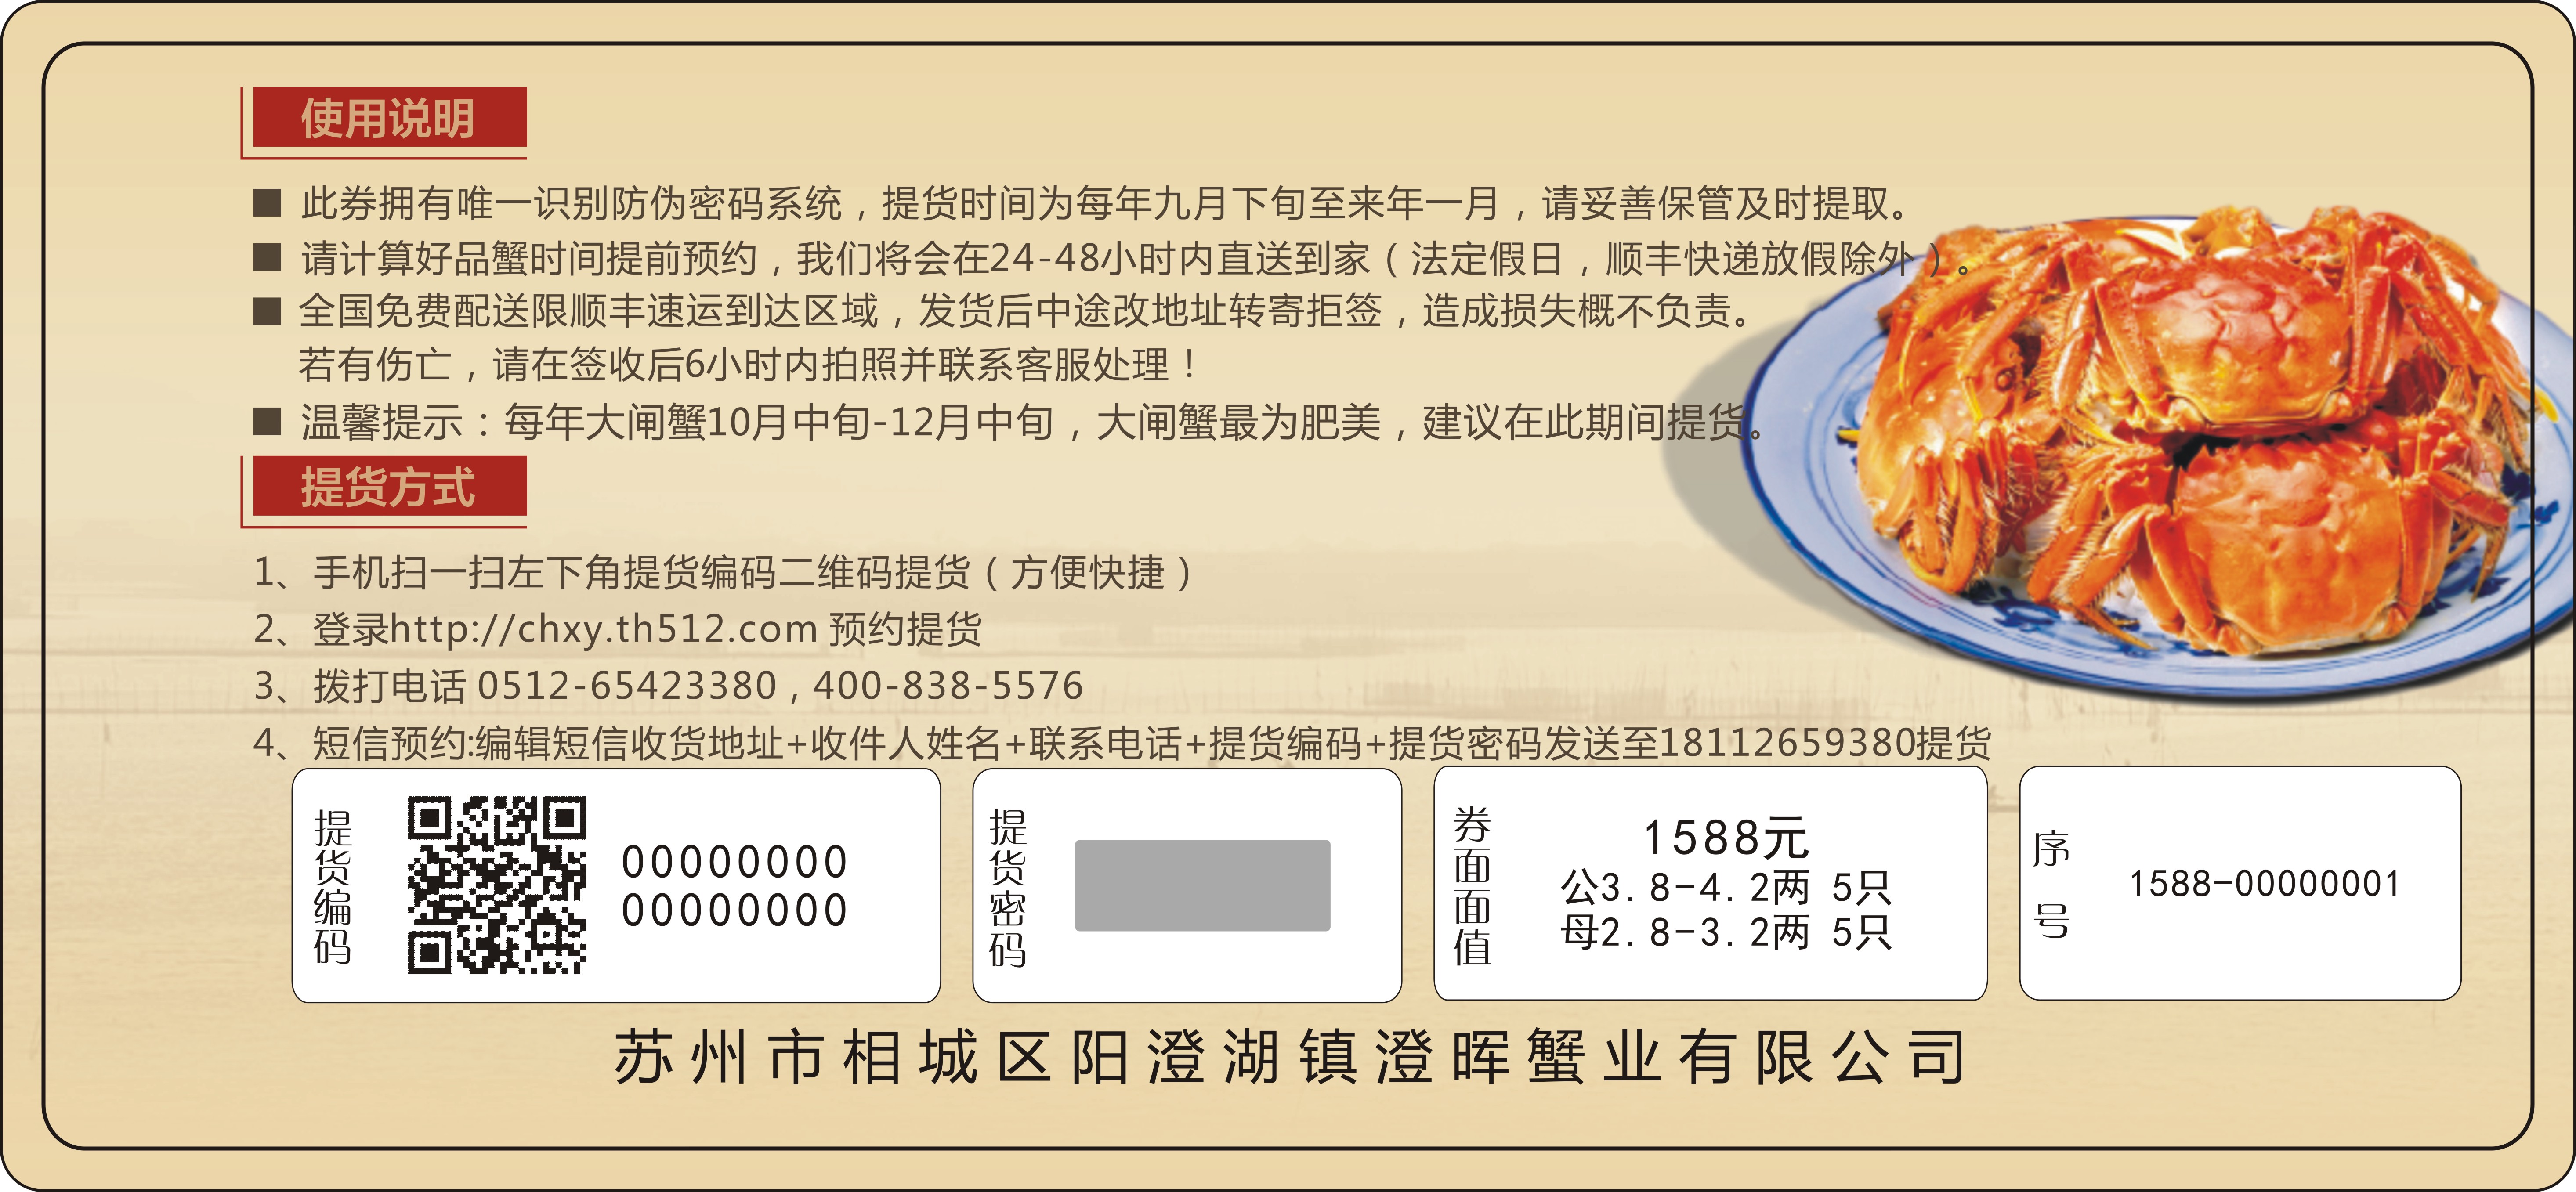 使用说明
■ 此券拥有唯一识别防伪密码系统，提货时间为每年九月下旬至来年一月，请妥善保管及时提取。
■ 请计算好品蟹时间提前预约，我们将会在24-48小时内直送到家（法定假日，顺丰快递放假除外）。
■ 全国免费配送限顺丰速运到达区域，发货后中途改地址转寄拒签，造成损失概不负责。
若有伤亡，请在签收后6小时内拍照并联系客服处理！
■ 温馨提示：每年大闸蟹10月中旬-12月中旬，大闸蟹最为肥美，建议在此期间提货。
提货方式
1、手机扫一扫左下角提货编码二维码提货（方便快捷）
2、登录http://chxy.th512.com 预约提货
3、拨打电话 0512-65423380，400-838-5576
4、短信预约:编辑短信收货地址+收件人姓名+联系电话+提货编码+提货密码发送至18112659380提货
提货编码
00000000
00000000
提货密码
券面面值
1588元
公3.8-4.2两 5只
母2.8-3.2两 5只
序号
1588-00000001
苏州市相城区阳澄湖镇澄晖蟹业有限公司